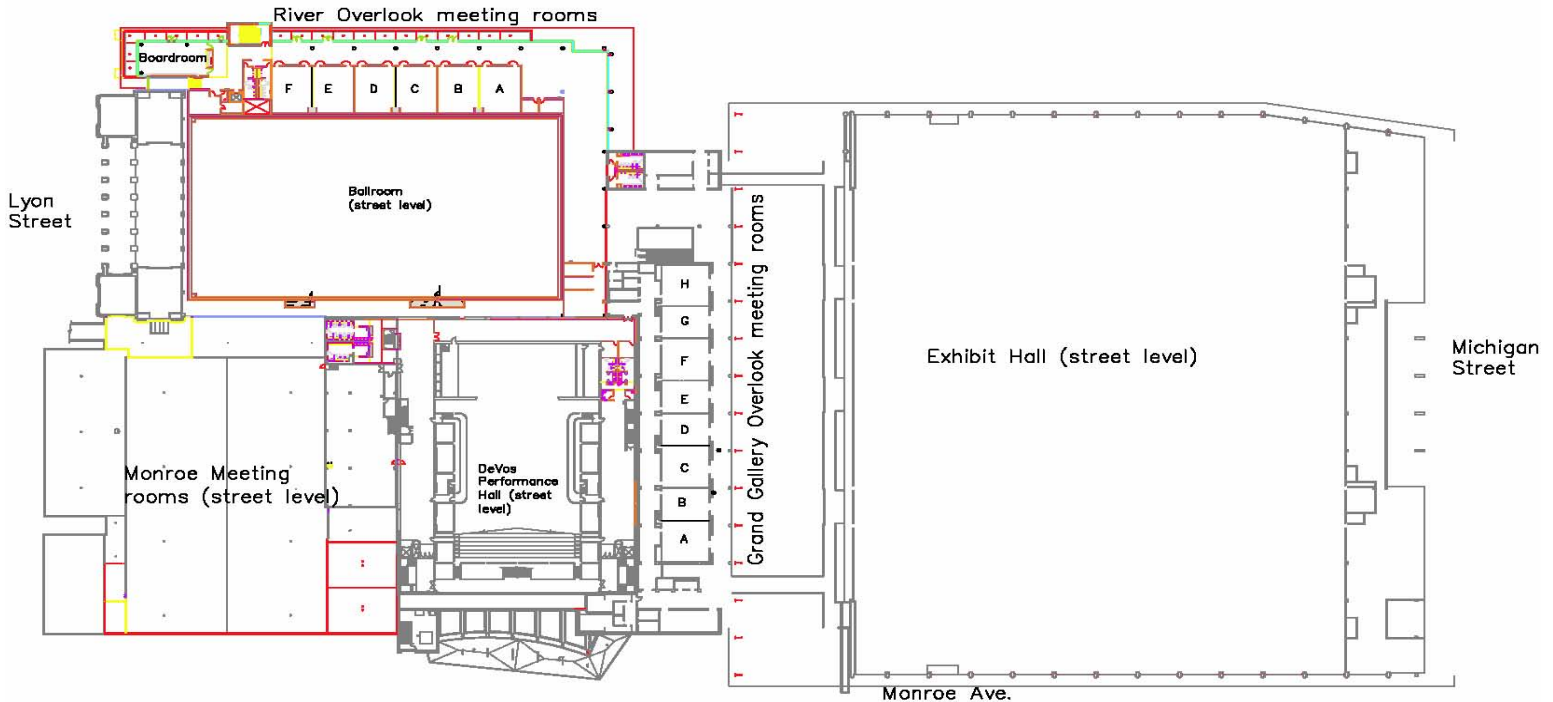 River Overlook meeting rooms
Boardroom
F E D C B A
Lyon
Street
Ballroom
(street level)
Grand Gallery Overlook meeting rooms
H
G
F
E
D
C
B
A
Exhibit Hall (street level)
Michigan
Street
Monroe Meeting
rooms (street level)
DeVos
Performance
Hall (street
level)
Monroe Ave.